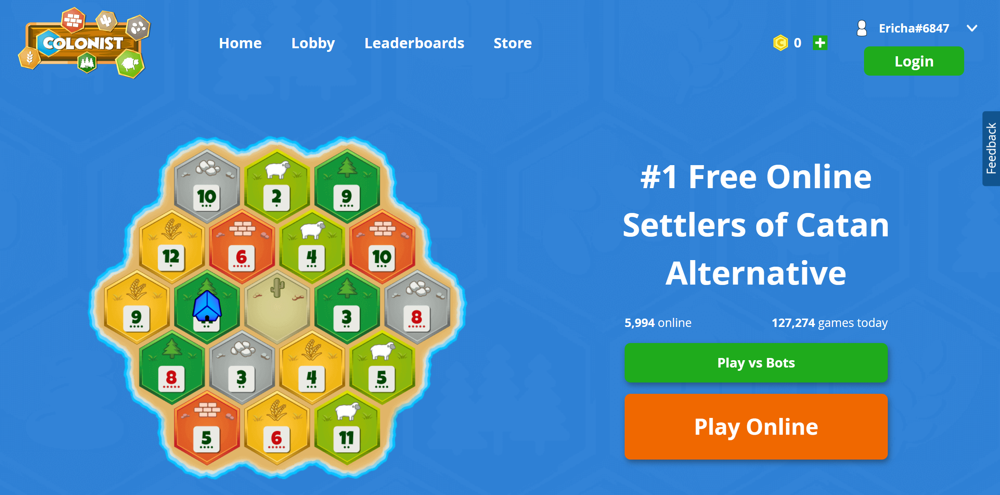 COLONIST
Home Lobby Leaderboards Store
0
Ericha#6847
Login
Feedback
10 2 9
12 6 4 10
9 3 8
8 3 4 5
5 6 11
#1 Free Online
Settlers of Catan
Alternative
5,994 online 127,274 games today
Play vs Bots
Play Online